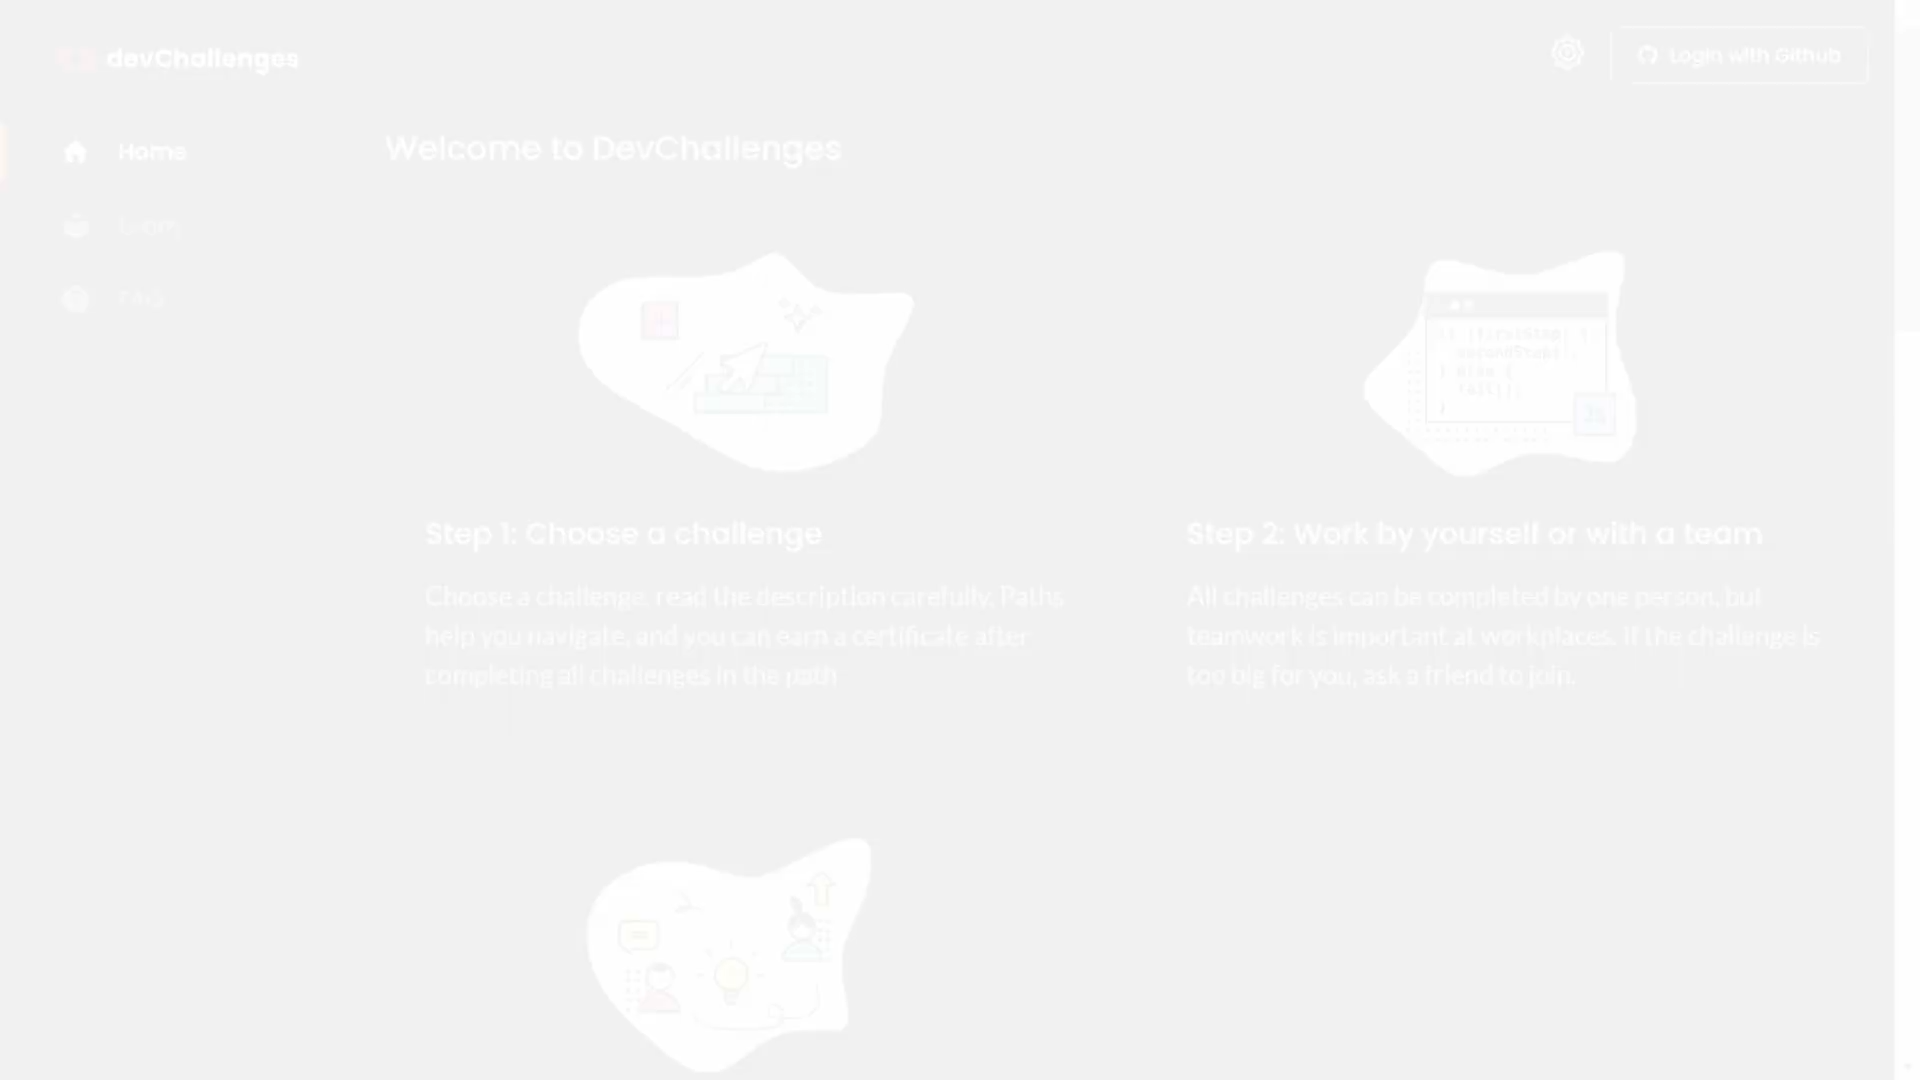 devChallenges
Login with Github
Home
Welcome to DevChallenges
Learn
FAQ
Step 1: Choose a challenge
Choose a challenge, read the description carefully. Paths
help you navigate, and you can earn a certificate after
completing all challenges in the path
Step 2: Work by yourself or with a team
All challenges can be completed by one person, but
teamwork is important at workplaces. If the challenge is
too big for you, ask a friend to join.